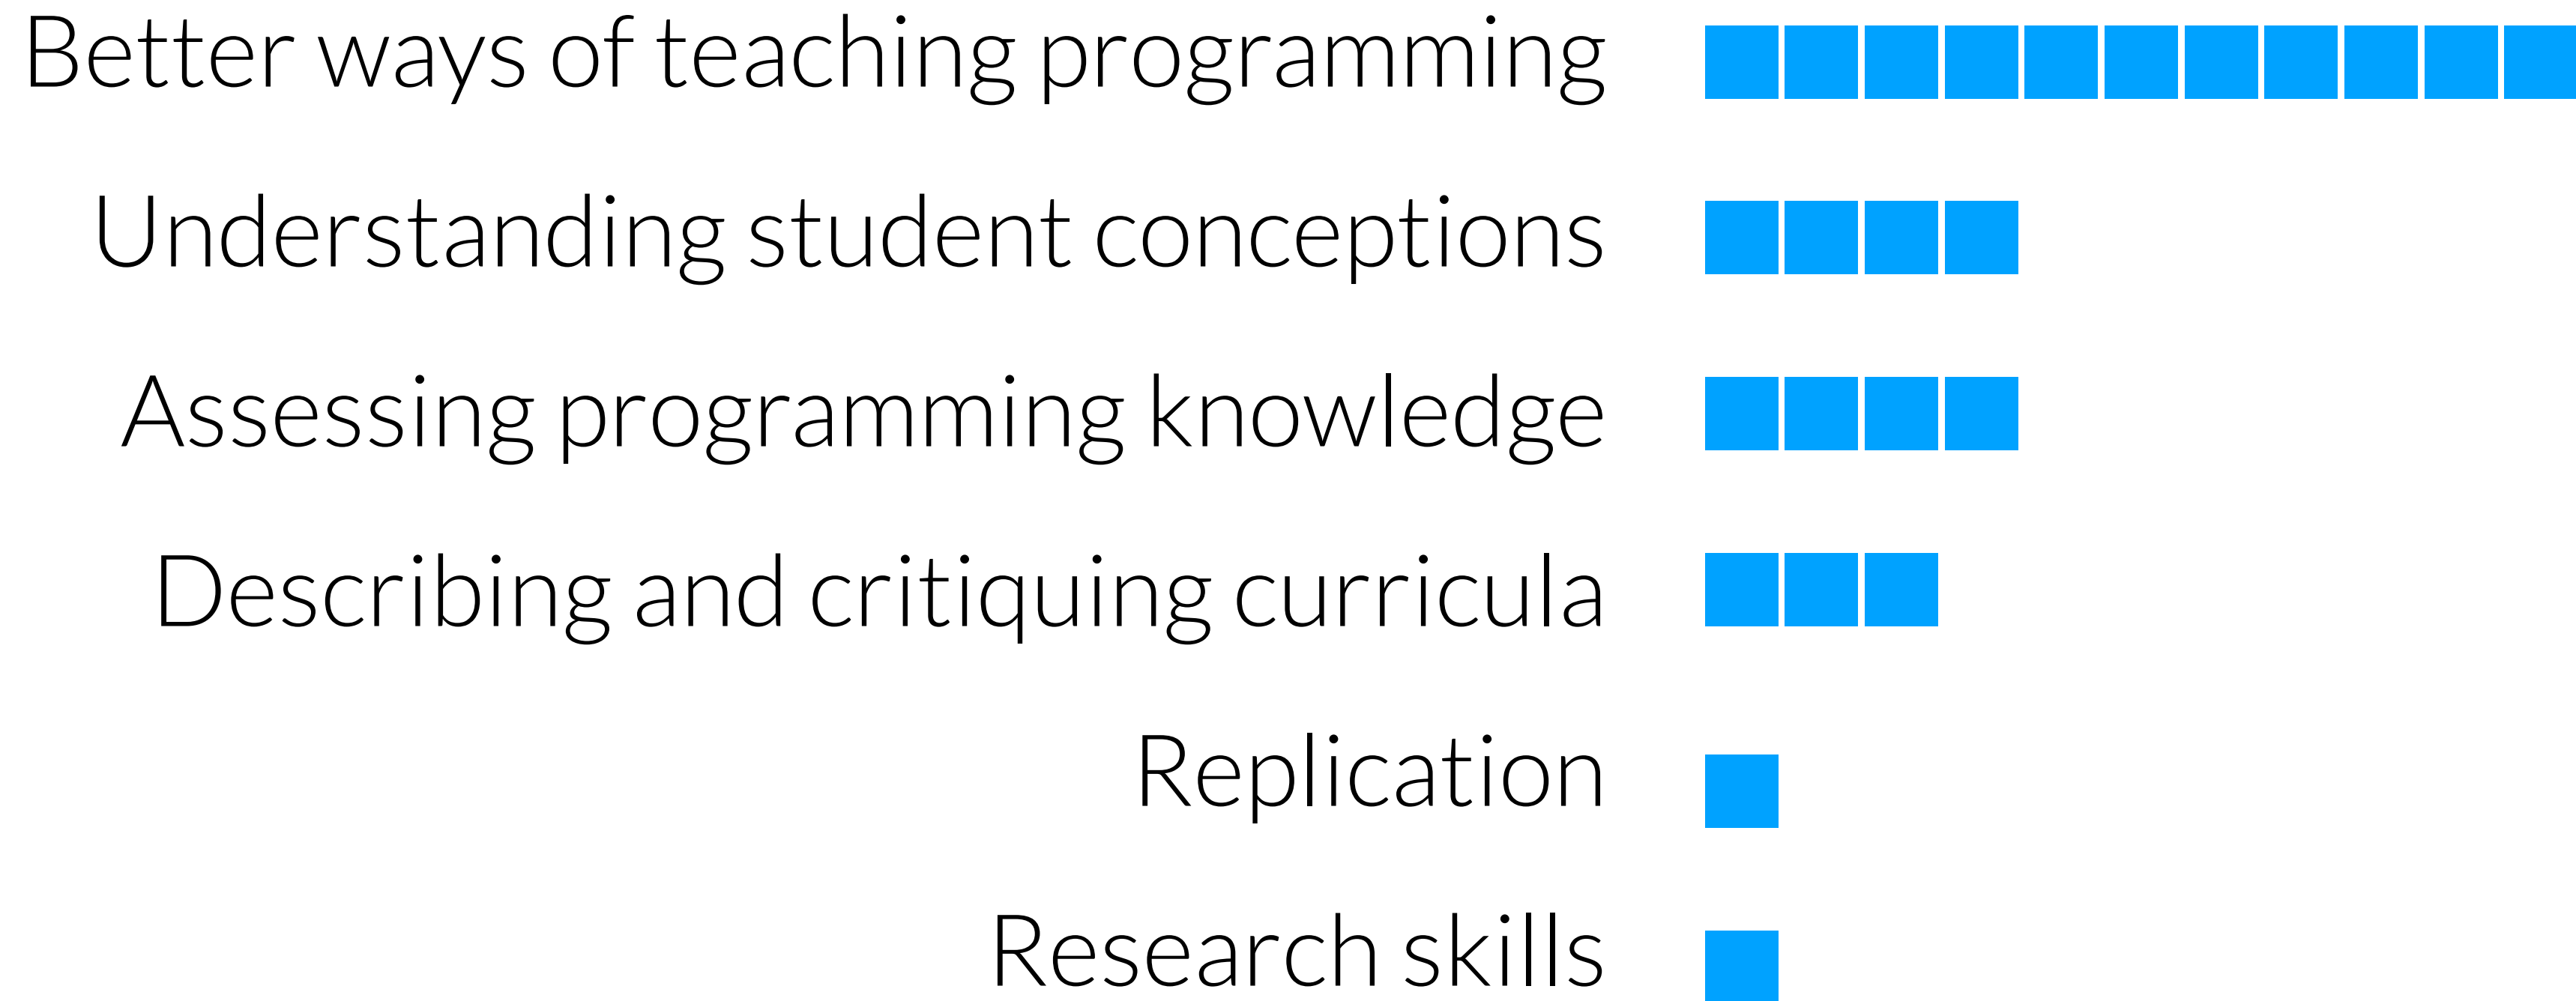 Better ways of teaching programming
Understanding student conceptions
Assessing programming knowledge
Describing and critiquing curricula
Replication
Research skills